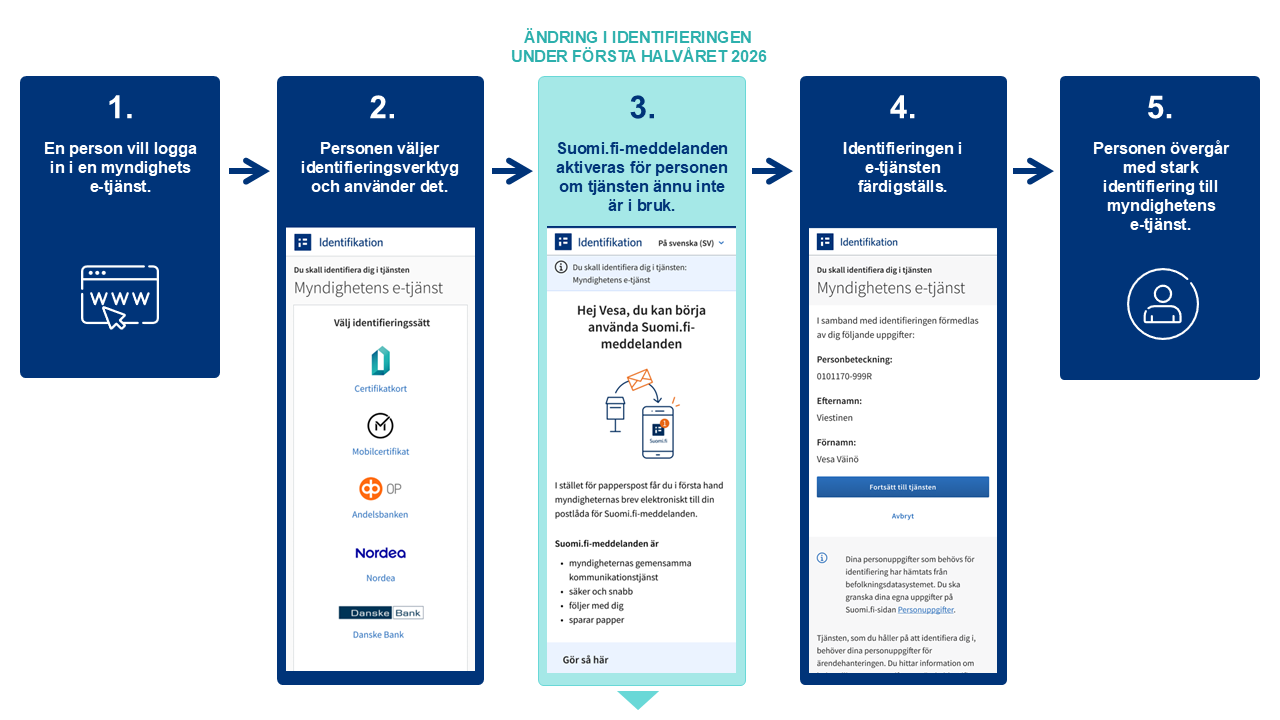 ÄNDRING I IDENTIFIERINGEN
UNDER FÖRSTA HALVÅRET 2026
1.
En person vill logga
in i en myndighets
e-tjänst.
WWW
2.
Personen väljer
identifieringsverktyg
och använder det.
Identifikation
Du skall identifiera dig i tjänsten
Myndighetens e-tjänst
Välj identifieringssätt
Certifikatkort
Mobilcertifikat
OP
Andelsbanken
Nordea
Nordea
Danske Bank
Danske Bank
3.
Suomi.fi-meddelanden
aktiveras för personen
om tjänsten ännu inte
är i bruk.
Identifikation
På svenska (SV)
Du skall identifiera dig i tjänsten:
Myndighetens e-tjänst
Hej Vesa, du kan börja
använda Suomi.fi-
meddelanden
1
Suomi.fi
I stället för papperspost får du i första hand
myndigheternas brev elektroniskt till din
postlåda för Suomi.fi-meddelanden.
Suomi.fi-meddelanden är
• myndigheternas gemensamma
kommunikationstjänst
• säker och snabb
• följer med dig
• sparar papper
Gör så här
4.
Identifieringen i
e-tjänsten
färdigställs.
Identifikation
Du skall identifiera dig i tjänsten
Myndighetens e-tjänst
I samband med identifieringen förmedlas
av dig följande uppgifter:
Personbeteckning:
0101170-999R
Efternamn:
Viestinen
Förnamn:
Vesa Väinö
Fortsätt till tjänsten
Avbryt
Dina personuppgifter som behövs för
identifiering har hämtats från
befolkningsdatasystemet. Du ska
granska dina egna uppgifter på
Suomi.fi-sidan Personuppgifter.
Tjänsten, som du håller på att identifiera dig i,
behöver dina personuppgifter för
ärendehanteringen. Du hittar information om
5.
Personen övergår
med stark
identifiering till
myndighetens
e-tjänst.